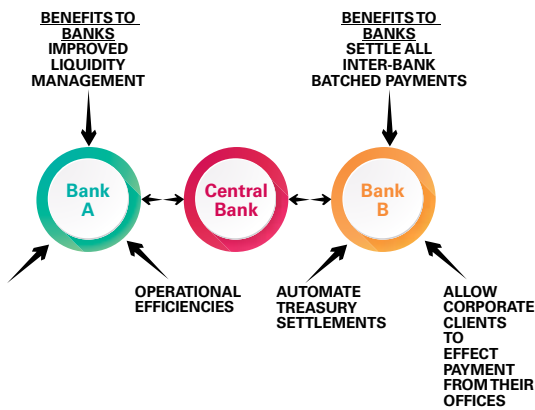 BENEFITS TO
BANKS
IMPROVED
LIQUIDITY
MANAGEMENT
BENEFITS TO
BANKS
SETTLE ALL
INTER-BANK
BATCHED PAYMENTS
Bank
A
Central
Bank
Bank
B
OPERATIONAL
EFFICIENCIES
AUTOMATE
TREASURY
SETTLEMENTS
ALLOW
CORPORATE
CLIENTS
TO
EFFECT
PAYMENT
FROM THEIR
OFFICES